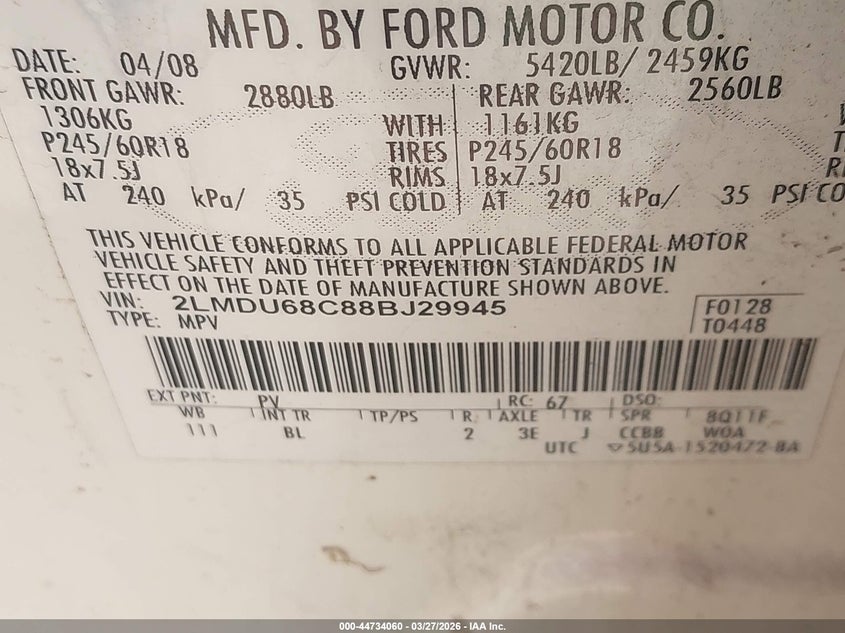 MFD. BY FORD MOTOR CO.
DATE: 04/08 GVWR: 5420LB/ 2459KG
FRONT GAWR: 2880LB REAR GAWR: 2560LB
1306KG WITH 1161KG
P245/60R18 TIRES P245/60R18
18x7.5J RIMS 18x7.5J
AT 240 kPa/ 35 PSI COLD AT 240 kPa/ 35 PSI CO
THIS VEHICLE CONFORMS TO ALL APPLICABLE FEDERAL MOTOR
VEHICLE SAFETY AND THEFT PREVENTION STANDARDS IN
EFFECT ON THE DATE OF MANUFACTURE SHOWN ABOVE.
VIN: 2LMDU68C88BJ29945 F0128
TYPE: MPV T0448
EXT PNT: PV RC: 67 DSO:
WB INT TR TP/PS R AXLE TR SPR 8Q11F
111 BL 2 3E J CCBB W0A
UTC ▽5U5A-1520472-BA
000-44734060 — 03/27/2026 — IAA Inc.